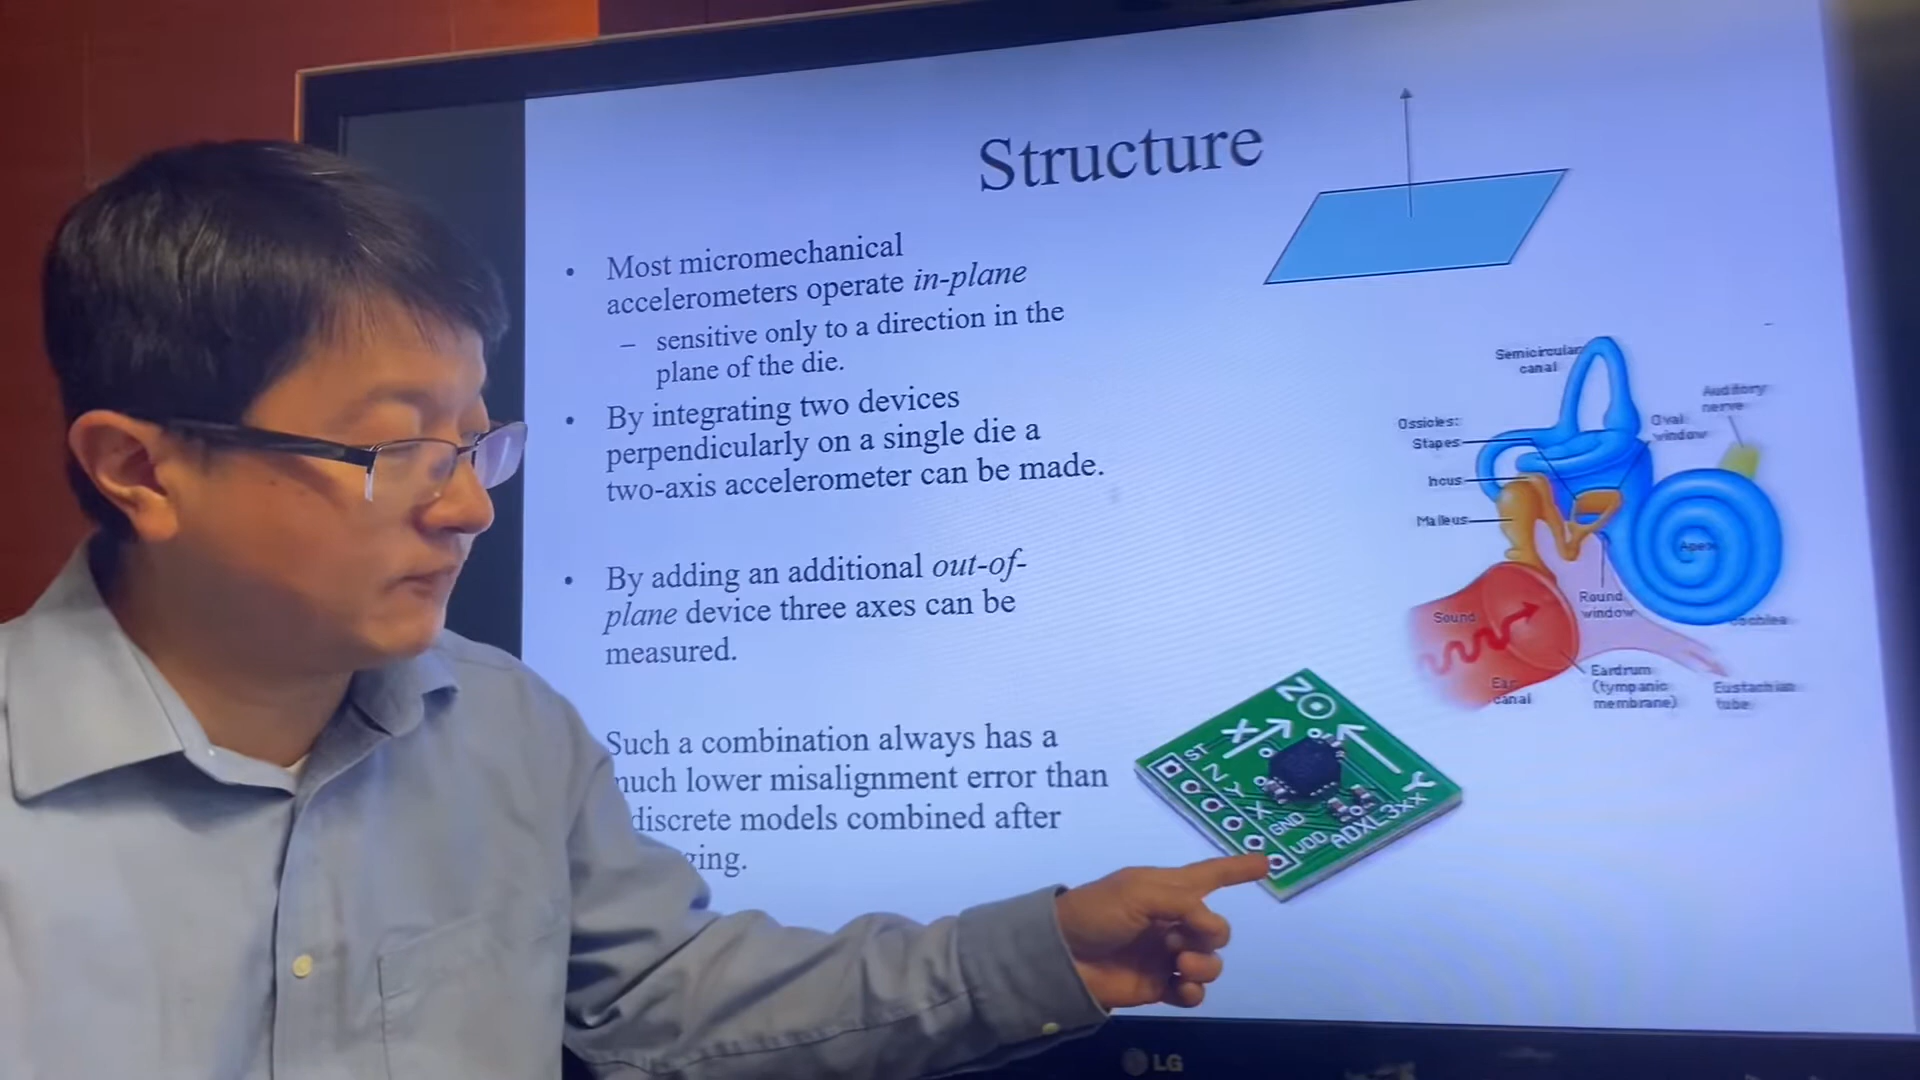 Structure
Most micromechanical
accelerometers operate in-plane
– sensitive only to a direction in the
plane of the die.
By integrating two devices
perpendicularly on a single die a
two-axis accelerometer can be made.
By adding an additional out-of-
plane device three axes can be
measured.
Such a combination always has a
much lower misalignment error than
discrete models combined after
ging.
Semicircular
canal
Auditory
nerve
Ossicles:
Stapes
Oval
window
Incus
Malleus
Apex
Round
window
Cochlea
Sound
Ear
canal
Eardrum
(tympanic
membrane)
Eustachian
tube
Z
X
Y
ST
Z
Y
X
GND
VDD
ADXL3xx
LG